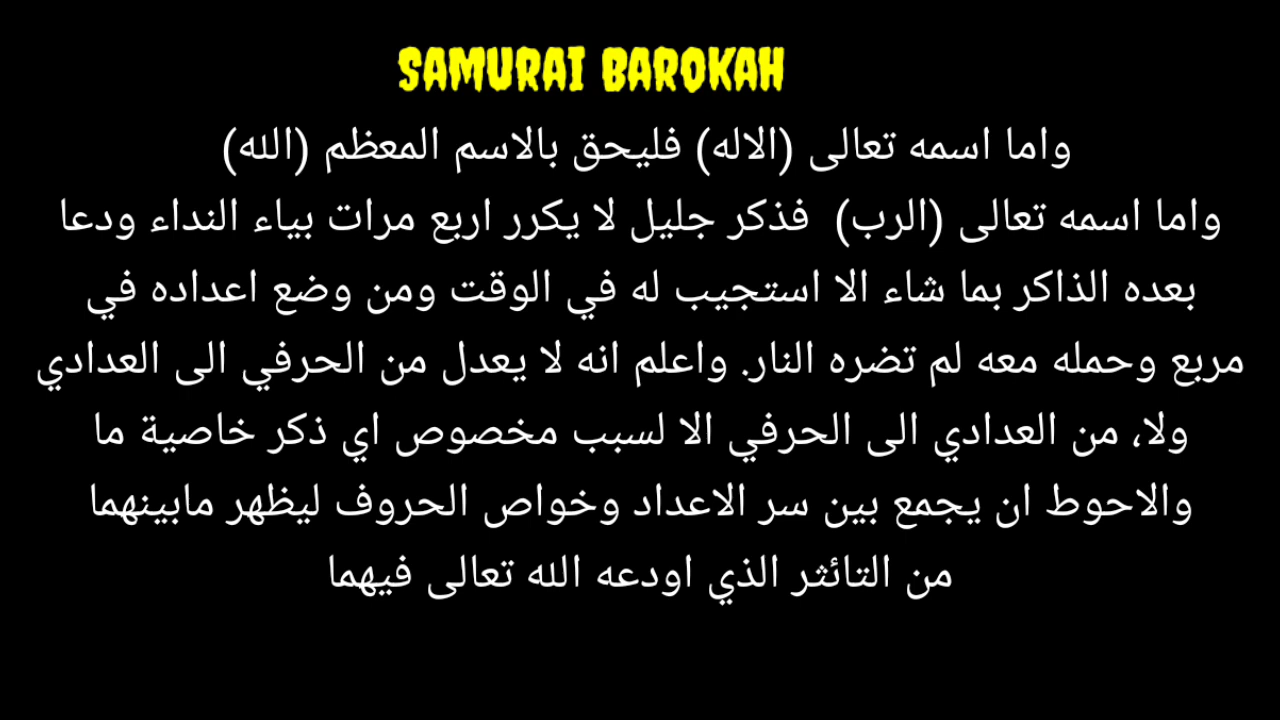 SAMURAI BAROKAH
واما اسمه تعالى (الاله) فليحق بالاسم المعظم (الله)
واما اسمه تعالى (الرب) فذكر جليل لا يكرر اربع مرات بياء النداء ودعا
بعده الذاكر بما شاء الا استجيب له في الوقت ومن وضع اعداده في
مربع وحمله معه لم تضره النار. واعلم انه لا يعدل من الحرفي الى العدادي
ولا، من العدادي الى الحرفي الا لسبب مخصوص اي ذكر خاصية ما
والاحوط ان يجمع بين سر الاعداد وخواص الحروف ليظهر مابينهما
من التائثر الذي اودعه الله تعالى فيهما